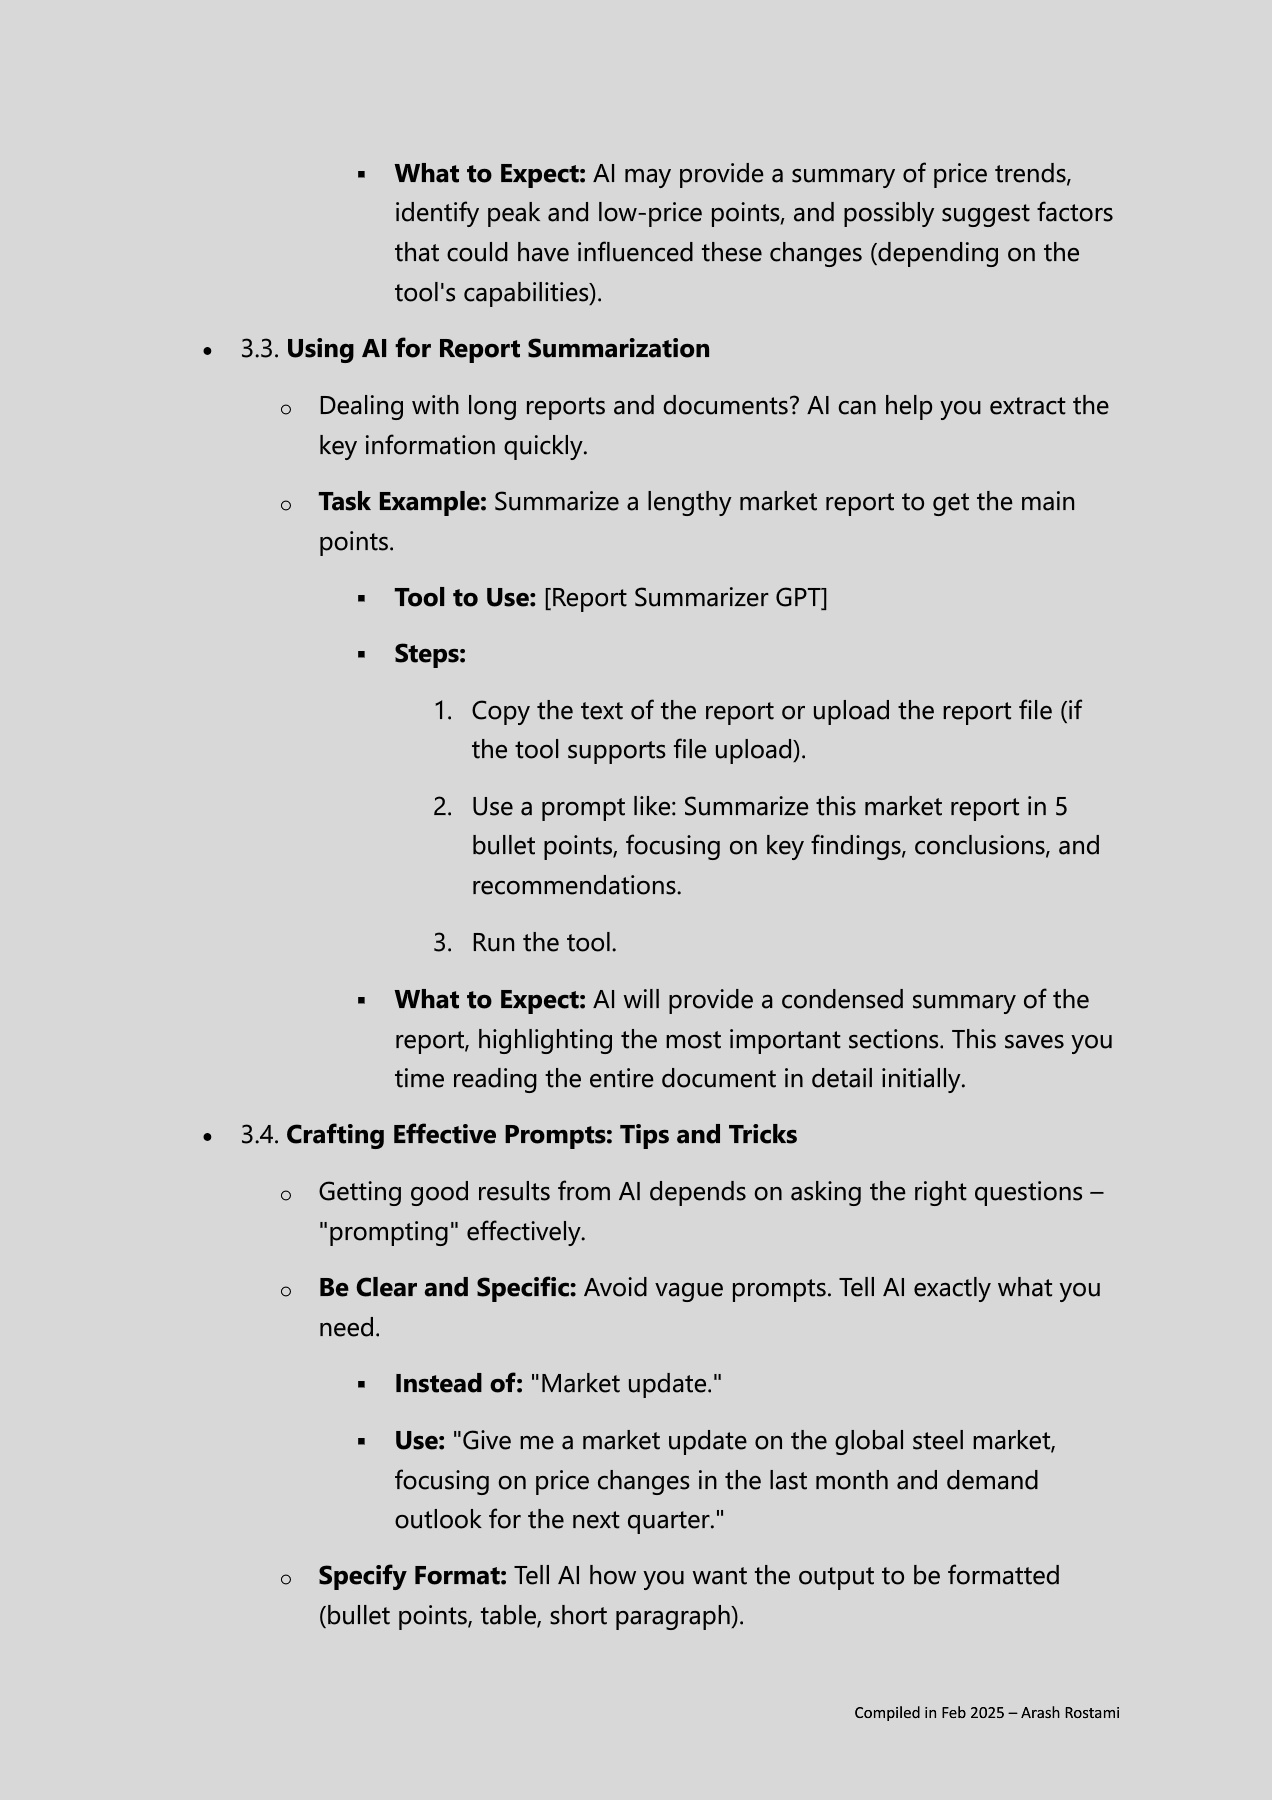 ▪ What to Expect: AI may provide a summary of price trends,
identify peak and low-price points, and possibly suggest factors
that could have influenced these changes (depending on the
tool's capabilities).
• 3.3. Using AI for Report Summarization
o Dealing with long reports and documents? AI can help you extract the
key information quickly.
o Task Example: Summarize a lengthy market report to get the main
points.
▪ Tool to Use: [Report Summarizer GPT]
▪ Steps:
1. Copy the text of the report or upload the report file (if
the tool supports file upload).
2. Use a prompt like: Summarize this market report in 5
bullet points, focusing on key findings, conclusions, and
recommendations.
3. Run the tool.
▪ What to Expect: AI will provide a condensed summary of the
report, highlighting the most important sections. This saves you
time reading the entire document in detail initially.
• 3.4. Crafting Effective Prompts: Tips and Tricks
o Getting good results from AI depends on asking the right questions –
"prompting" effectively.
o Be Clear and Specific: Avoid vague prompts. Tell AI exactly what you
need.
▪ Instead of: "Market update."
▪ Use: "Give me a market update on the global steel market,
focusing on price changes in the last month and demand
outlook for the next quarter."
o Specify Format: Tell AI how you want the output to be formatted
(bullet points, table, short paragraph).
Compiled in Feb 2025 – Arash Rostami